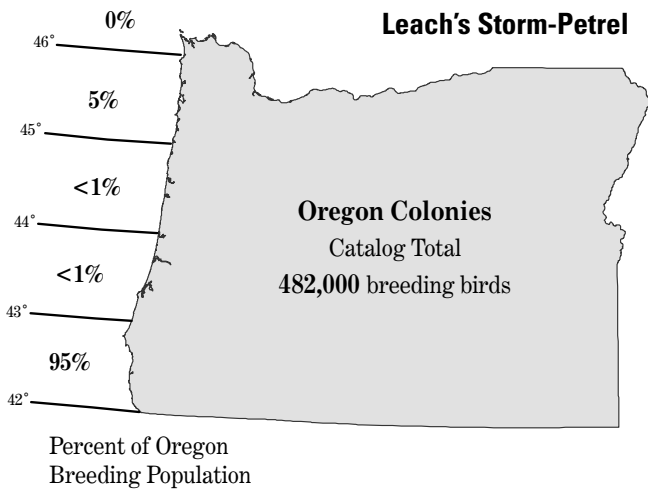 Leach's Storm-Petrel
0%
46°
5%
45°
<1%
44°
<1%
43°
95%
42°
Oregon Colonies
Catalog Total
482,000 breeding birds
Percent of Oregon
Breeding Population